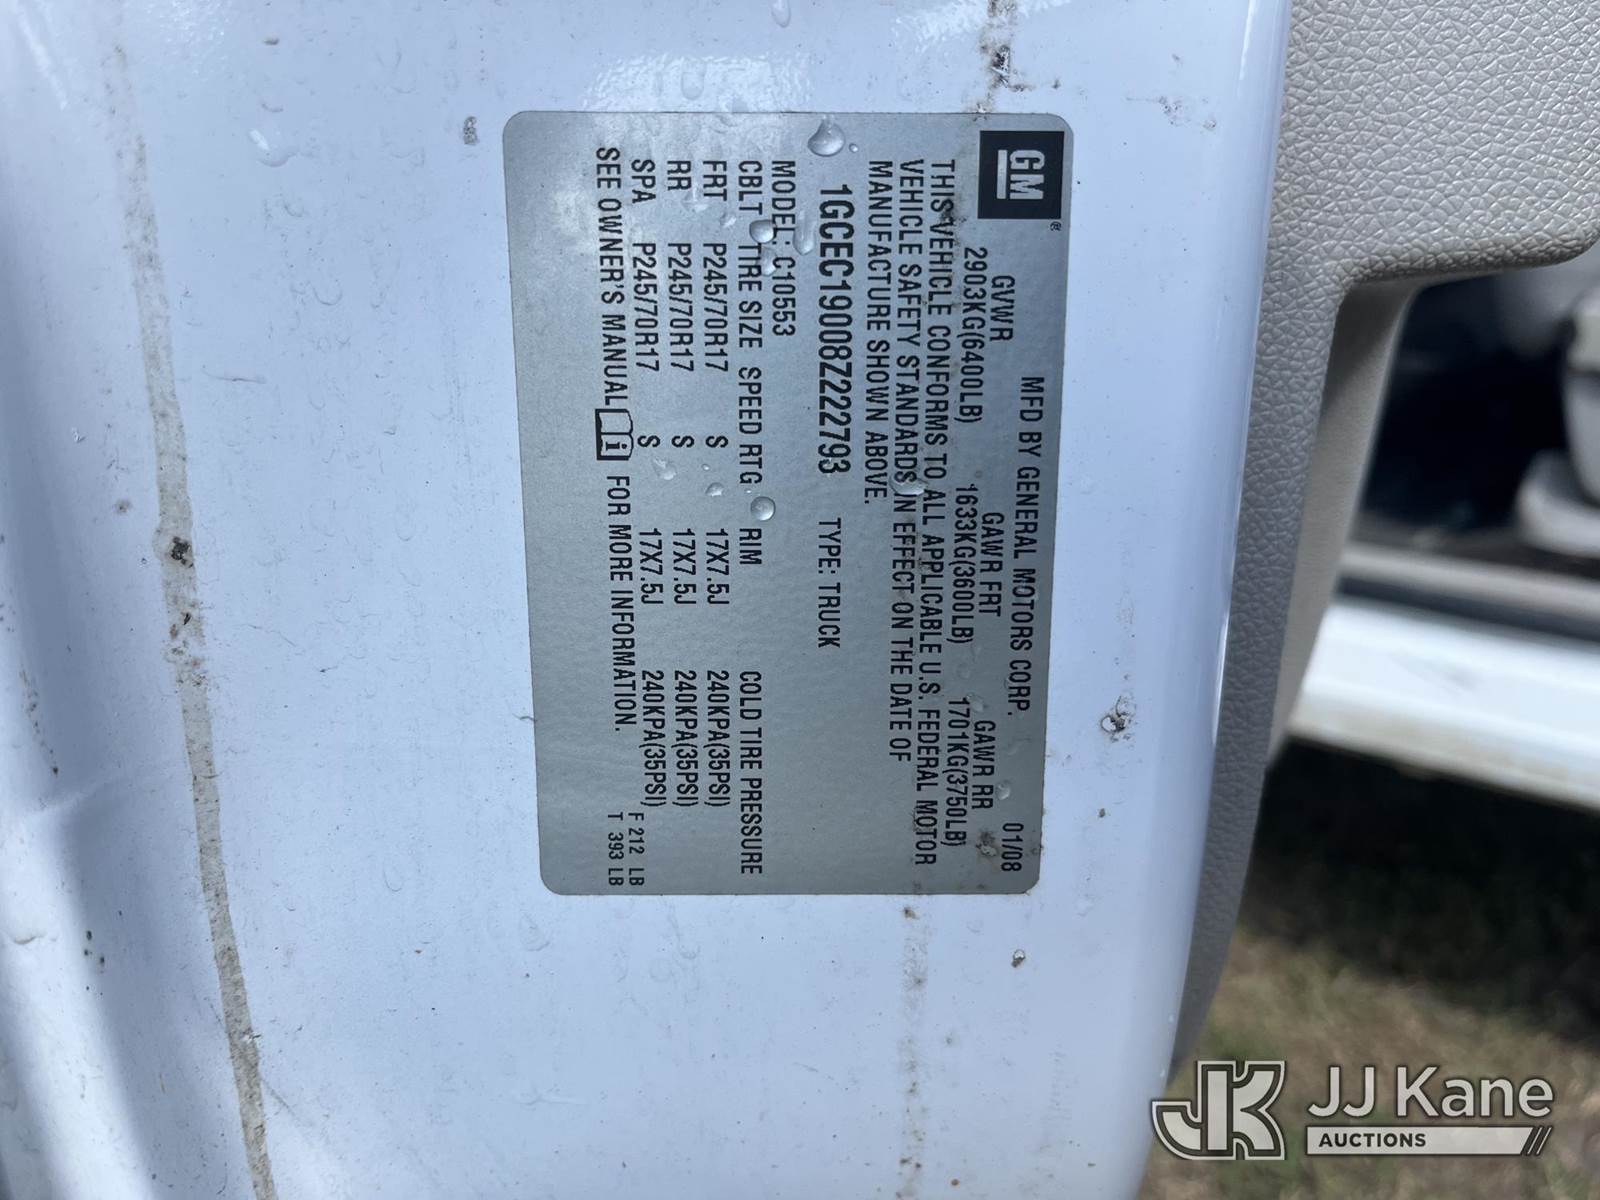 GM®
MFD BY GENERAL MOTORS CORP. 01/08
GVWR GAWR FRT GAWR RR
2903KG(6400LB) 1633KG(3600LB) 1701KG(3750LB)
THIS VEHICLE CONFORMS TO ALL APPLICABLE U.S. FEDERAL MOTOR
VEHICLE SAFETY STANDARDS IN EFFECT ON THE DATE OF
MANUFACTURE SHOWN ABOVE.
1GCEC19008Z222793 TYPE: TRUCK
MODEL: C10553
CBLT TIRE SIZE SPEED RTG RIM COLD TIRE PRESSURE
FRT P245/70R17 S 17X7.5J 240KPA(35PSI)
RR P245/70R17 S 17X7.5J 240KPA(35PSI)
SPA P245/70R17 S 17X7.5J 240KPA(35PSI)
SEE OWNER'S MANUAL i FOR MORE INFORMATION.
F 212 LB
T 393 LB
JK JJ Kane
AUCTIONS